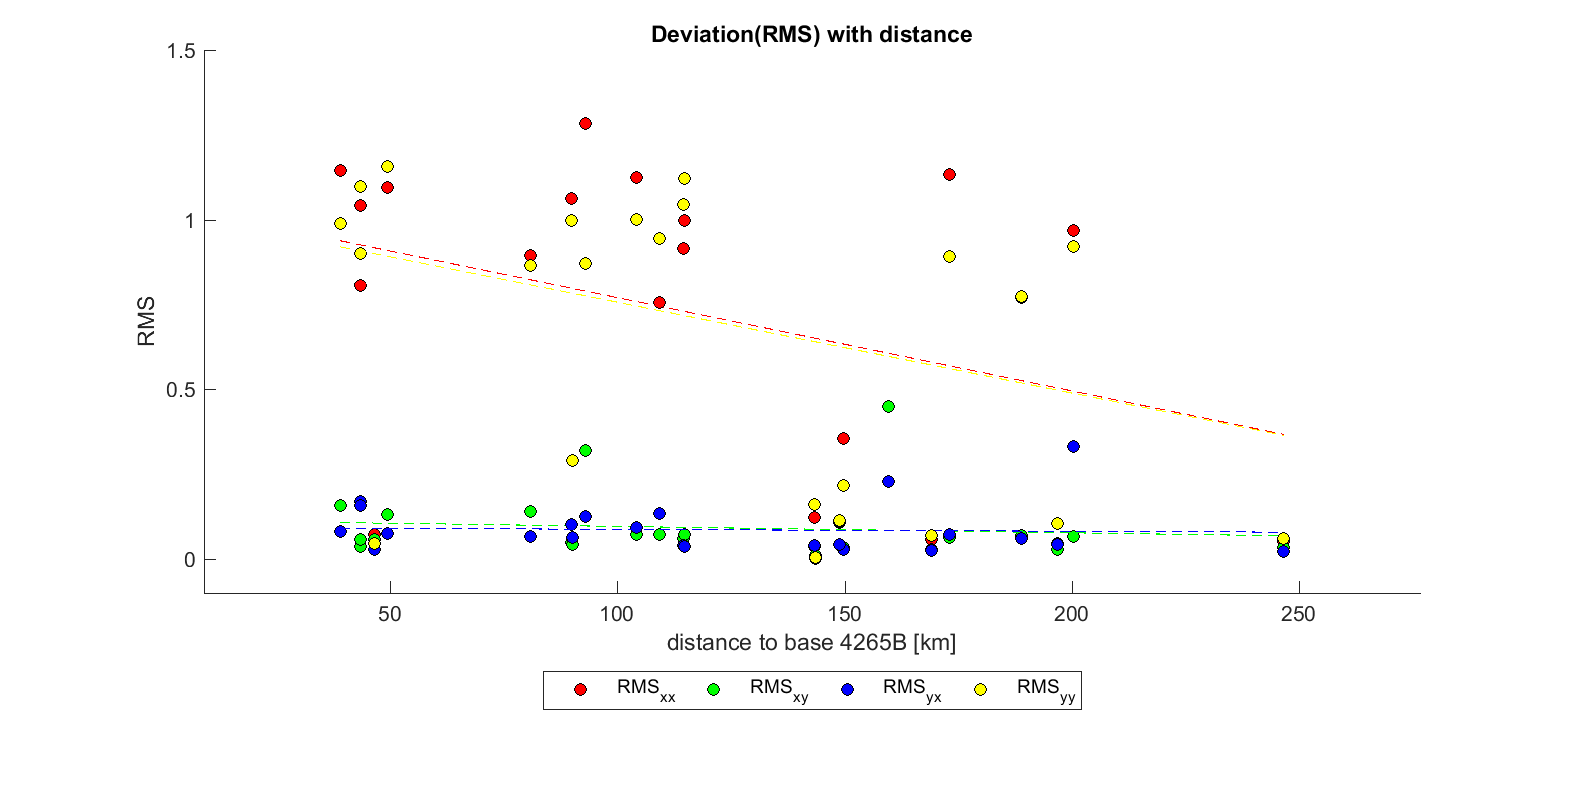 Deviation(RMS) with distance
1.5
1
0.5
0
RMS
50 100 150 200 250
distance to base 4265B [km]
RMS_xx RMS_xy RMS_yx RMS_yy